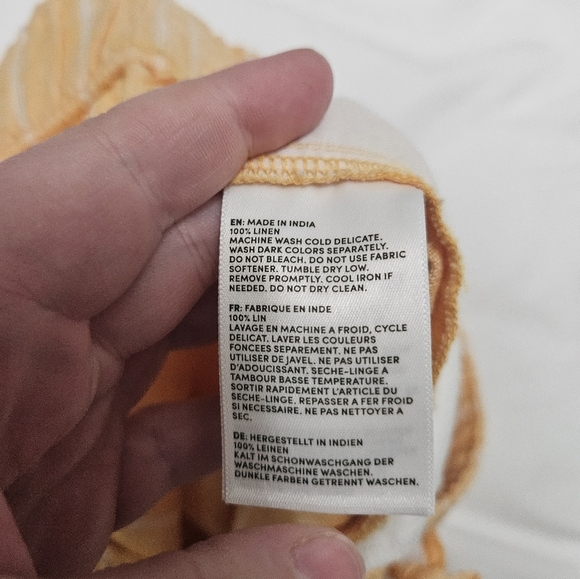 EN: MADE IN INDIA
100% LINEN
MACHINE WASH COLD DELICATE.
WASH DARK COLORS SEPARATELY.
DO NOT BLEACH. DO NOT USE FABRIC
SOFTENER. TUMBLE DRY LOW.
REMOVE PROMPTLY. COOL IRON IF
NEEDED. DO NOT DRY CLEAN.
FR: FABRIQUE EN INDE
100% LIN
LAVAGE EN MACHINE A FROID, CYCLE
DELICAT. LAVER LES COULEURS
FONCEES SEPAREMENT. NE PAS
UTILISER DE JAVEL. NE PAS UTILISER
D'ADOUCISSANT. SECHE-LINGE A
TAMBOUR BASSE TEMPERATURE.
SORTIR RAPIDEMENT L'ARTICLE DU
SECHE-LINGE. REPASSER A FER FROID
SI NECESSAIRE. NE PAS NETTOYER A
SEC.
DE: HERGESTELLT IN INDIEN
100% LEINEN
KALT IM SCHONWASCHGANG DER
WASCHMASCHINE WASCHEN.
DUNKLE FARBEN GETRENNT WASCHEN.